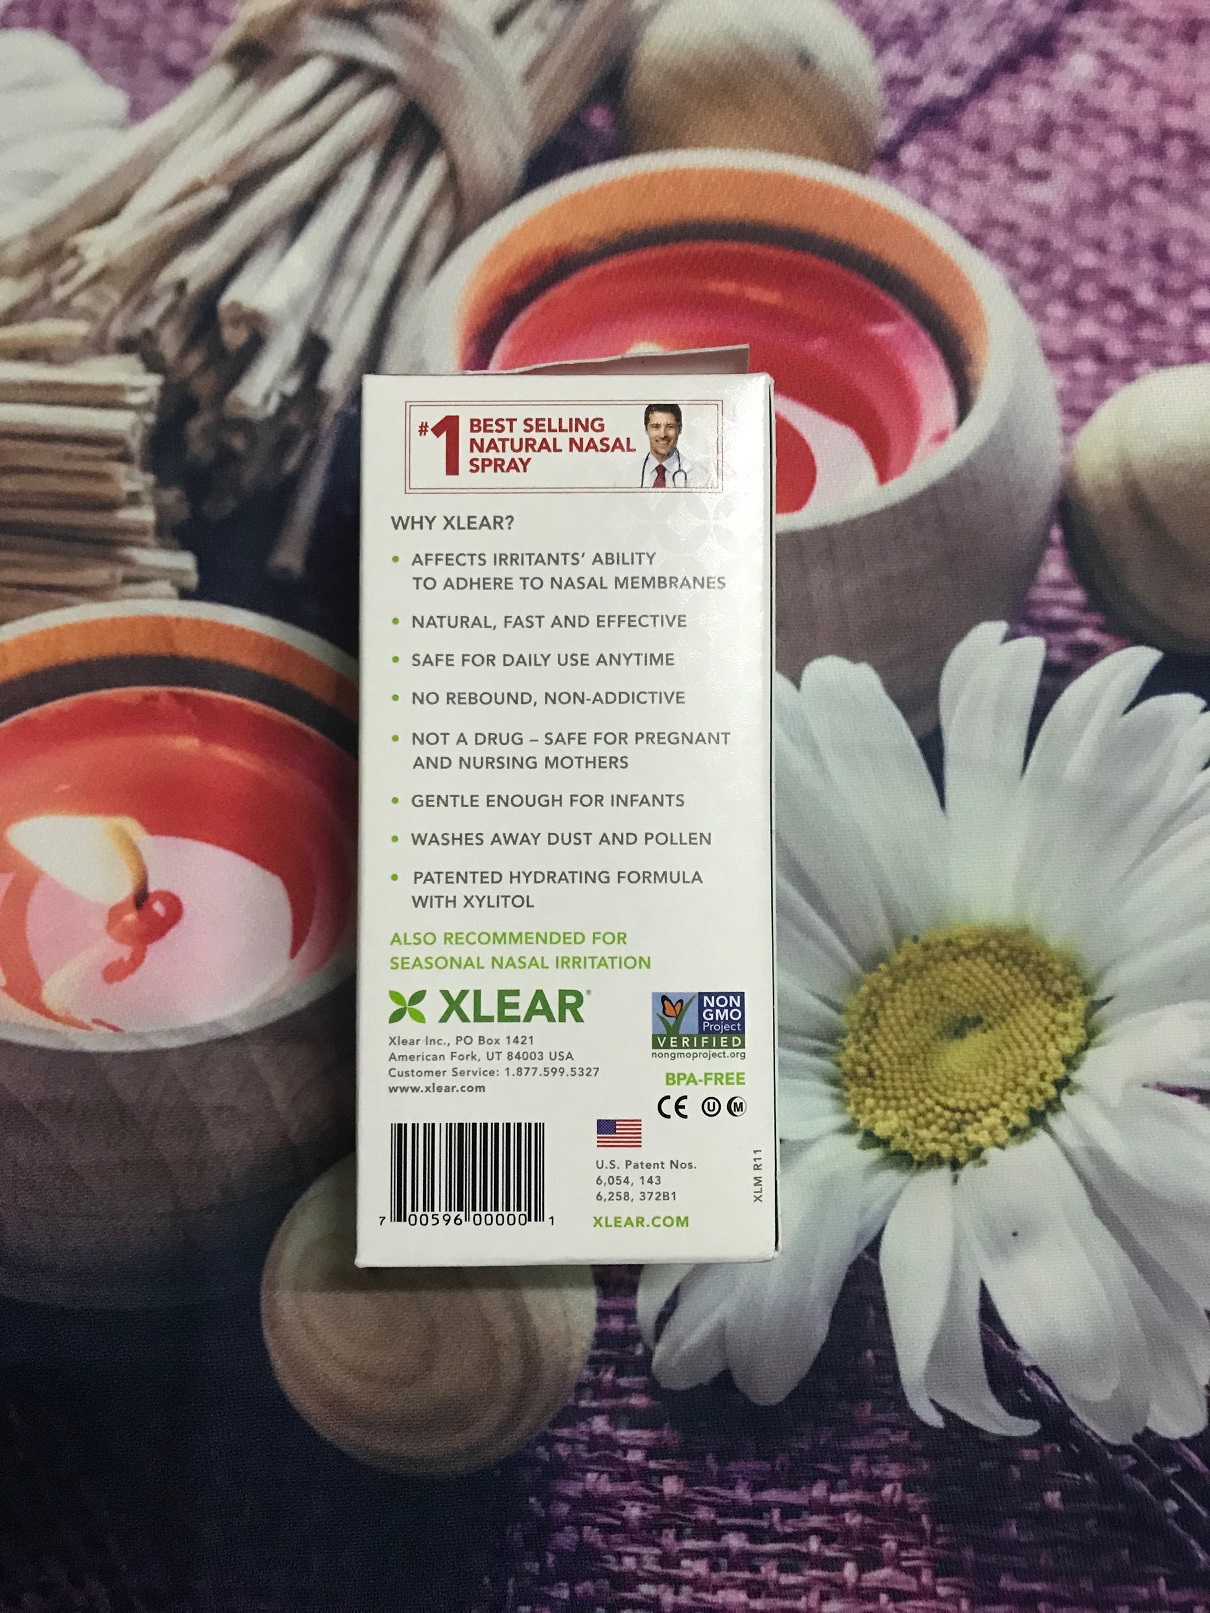 #1 BEST SELLING
NATURAL NASAL
SPRAY
WHY XLEAR?
• AFFECTS IRRITANTS' ABILITY
TO ADHERE TO NASAL MEMBRANES
• NATURAL, FAST AND EFFECTIVE
• SAFE FOR DAILY USE ANYTIME
• NO REBOUND, NON-ADDICTIVE
• NOT A DRUG – SAFE FOR PREGNANT
AND NURSING MOTHERS
• GENTLE ENOUGH FOR INFANTS
• WASHES AWAY DUST AND POLLEN
• PATENTED HYDRATING FORMULA
WITH XYLITOL
ALSO RECOMMENDED FOR
SEASONAL NASAL IRRITATION
XLEAR®
Xlear Inc., PO Box 1421
American Fork, UT 84003 USA
Customer Service: 1.877.599.5327
www.xlear.com
NON
GMO
Project
VERIFIED
nongmoproject.org
BPA-FREE
CE U M
U.S. Patent Nos.
6,054, 143
6,258, 372B1
XLEAR.COM
7 00596 00000 1
XLM R11